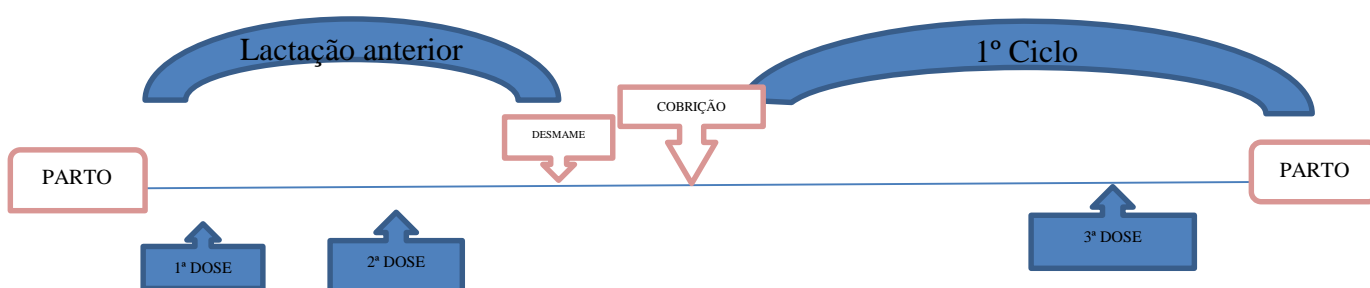 Lactação anterior
1º Ciclo
COBRIÇÃO
DESMAME
PARTO
PARTO
1ª DOSE
2ª DOSE
3ª DOSE